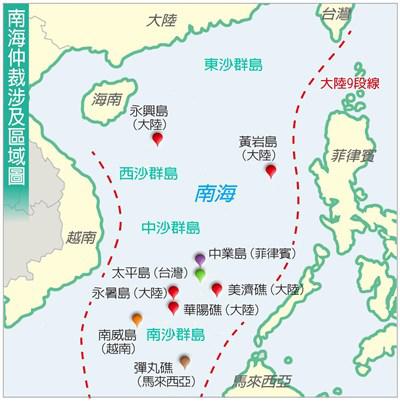 南海仲裁涉及區域圖
大陸
台灣
東沙群島
大陸9段線
海南
永興島
(大陸)
黃岩島
(大陸)
菲律賓
西沙群島
南海
中沙群島
越南
中業島(菲律賓)
太平島(台灣)
永暑島(大陸)
美濟礁(大陸)
華陽礁(大陸)
南威島
(越南)
南沙群島
彈丸礁
(馬來西亞)
馬來西亞